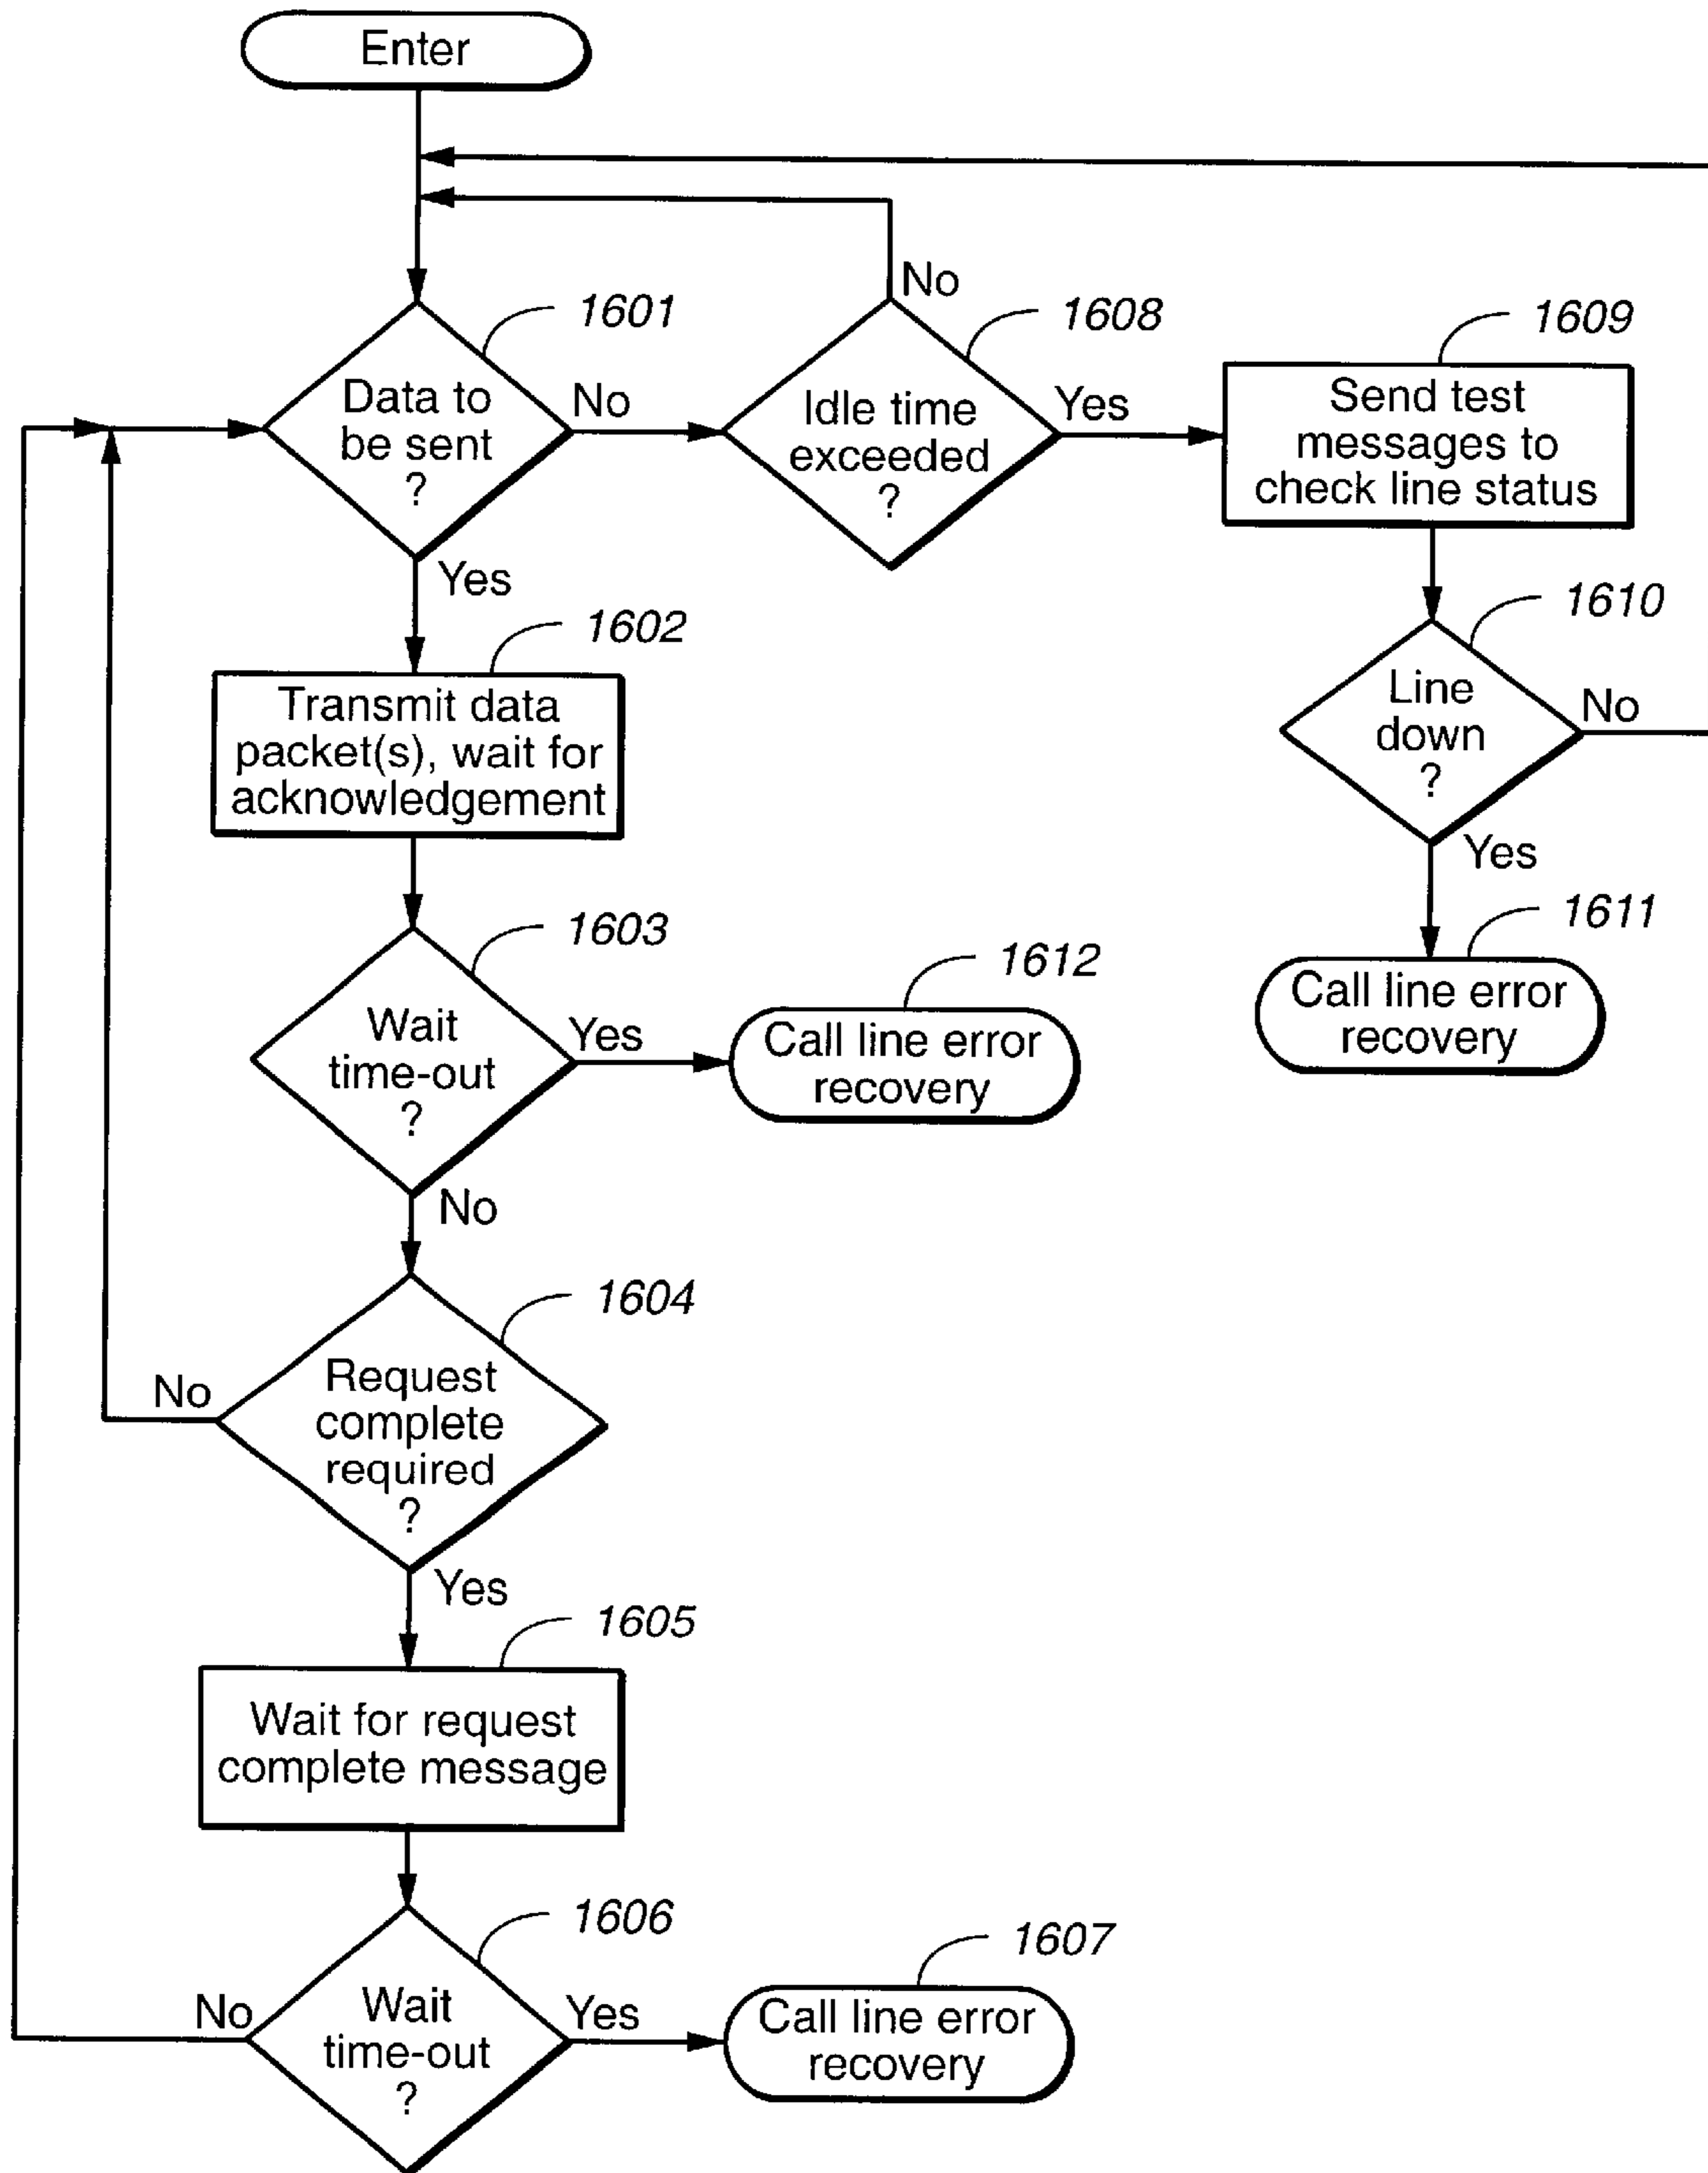 Enter
No
1601
1608
1609
Data to
be sent
?
No
Idle time
exceeded
?
Yes
Send test
messages to
check line status
Yes
1602
1610
Transmit data
packet(s), wait for
acknowledgement
Line
down
?
No
Yes
1603
1612
1611
Wait
time-out
?
Yes
Call line error
recovery
Call line error
recovery
No
1604
Request
complete
required
?
No
Yes
1605
Wait for request
complete message
1606
1607
No
Wait
time-out
?
Yes
Call line error
recovery